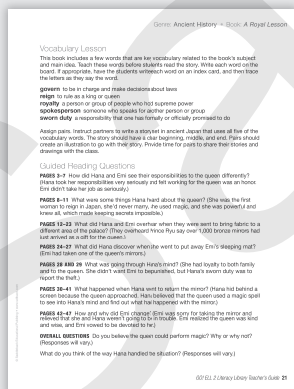 Genre: Ancient History • Book: A Royal Lesson
Vocabulary Lesson
This book includes a few words that are key vocabulary related to the book's subject
and main idea. Teach these words before students read the story. Write each word on the
board. If appropriate, have the students write each word on an index card, and then trace
the letters as they say the word.
govern to be in charge and make decisions about laws
reign to rule as a king or queen
royalty a person or group of people who hod supreme power
spokesperson someone who speaks for another person or group
sworn duty a responsibility that one has formally or officially promised to do
Assign pairs. Instruct partners to write a story set in ancient Japan that uses all five of the
vocabulary words. The story should have a clear beginning, middle, and end. Pairs should
create an illustration to go with their story. Provide time for pairs to share their stories and
drawings with the class.
Guided Reading Questions
PAGES 3–7 How did Hana and Emi see their responsibilities to the queen differently?
(Hana took her responsibilities very seriously and felt working for the queen was an honor.
Emi didn't take her job as seriously.)
PAGES 8–11 What were some things Hana heard about the queen? (She was the first
woman to reign in Japan, she'd never marry, she used magic, and she was powerful and
knew all, which made keeping secrets impossible.)
PAGES 12–23 What did Hana and Emi overhear when they were sent to bring fabric to a
different area of the palace? (They overheard Prince Ryu say over 1,000 bronze mirrors had
just arrived as a gift for the queen.)
PAGES 24–27 What did Hana discover when she went to put away Emi's sleeping mat?
(Emi had taken one of the queen's mirrors.)
PAGES 28 AND 29 What was going through Hana's mind? (She had loyalty to both family
and to the queen. She didn't want Emi to be punished, but Hana's sworn duty was to
report the theft.)
PAGES 30–41 What happened when Hana went to return the mirror? (Hana hid behind a
screen because the queen approached. Hana believed that the queen used a magic spell
to see into Hana's mind and find out what had happened with the mirror.)
PAGES 42–47 How and why did Emi change? (Emi was sorry for taking the mirror and
relieved that she and Hana weren't going to be in trouble. Emi realized the queen was kind
and wise, and Emi vowed to be devoted to her.)
OVERALL QUESTIONS Do you believe the queen could perform magic? Why or why not?
(Responses will vary.)
What do you think of the way Hana handled the situation? (Responses will vary.)
GO! ELL 2 Literacy Library Teacher's Guide 21